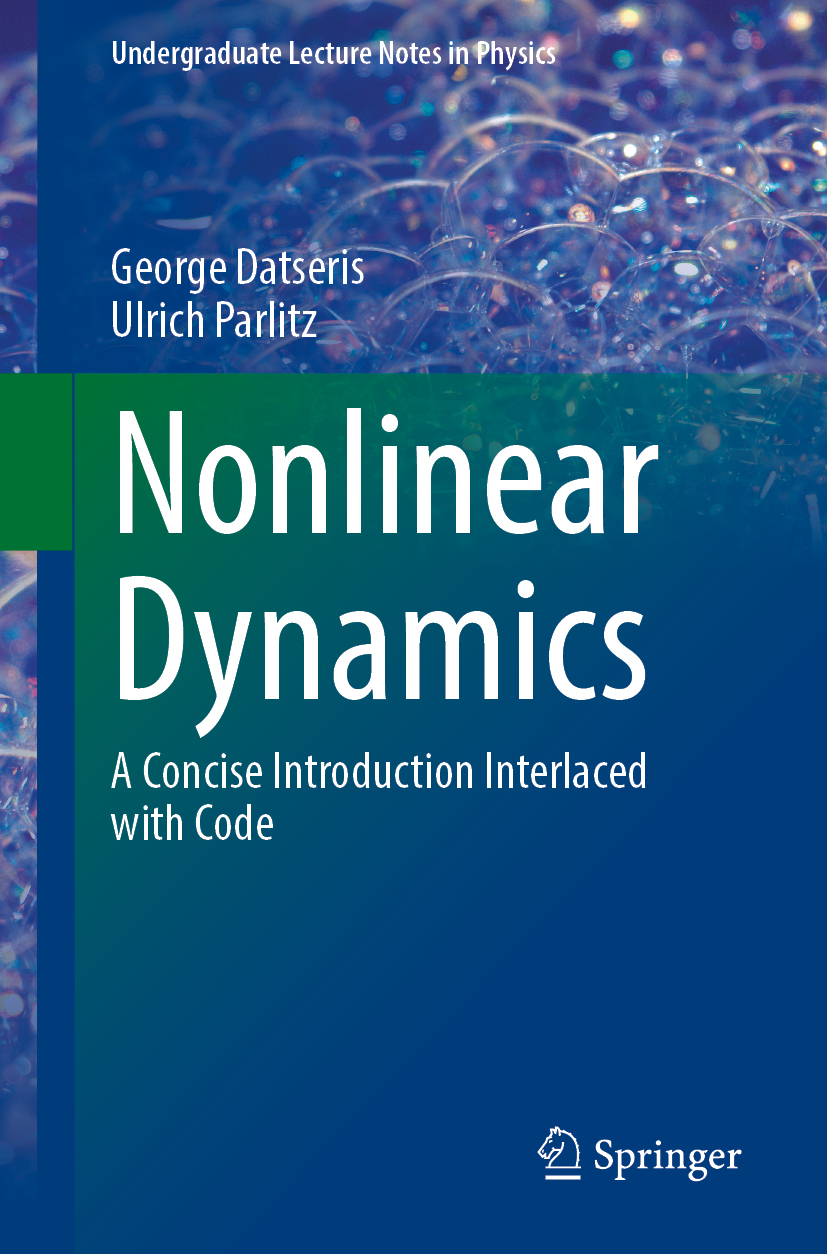 Undergraduate Lecture Notes in Physics
George Datseris
Ulrich Parlitz
Nonlinear
Dynamics
A Concise Introduction Interlaced
with Code
Springer